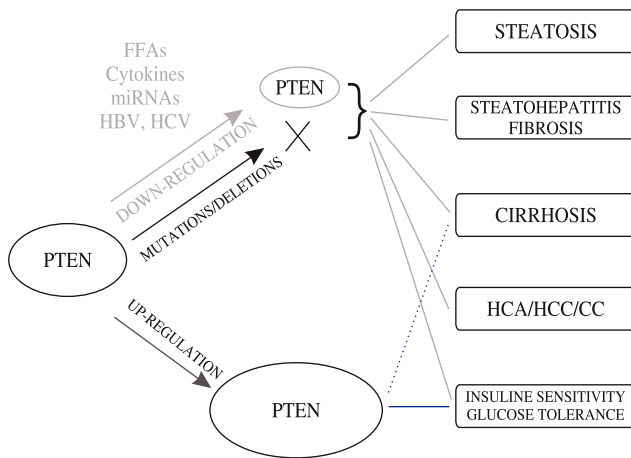 FFAs
Cytokines
miRNAs
HBV, HCV
DOWN-REGULATION
MUTATIONS/DELETIONS
PTEN
PTEN
UP-REGULATION
PTEN
STEATOSIS
STEATOHEPATITIS
FIBROSIS
CIRRHOSIS
HCA/HCC/CC
INSULINE SENSITIVITY
GLUCOSE TOLERANCE